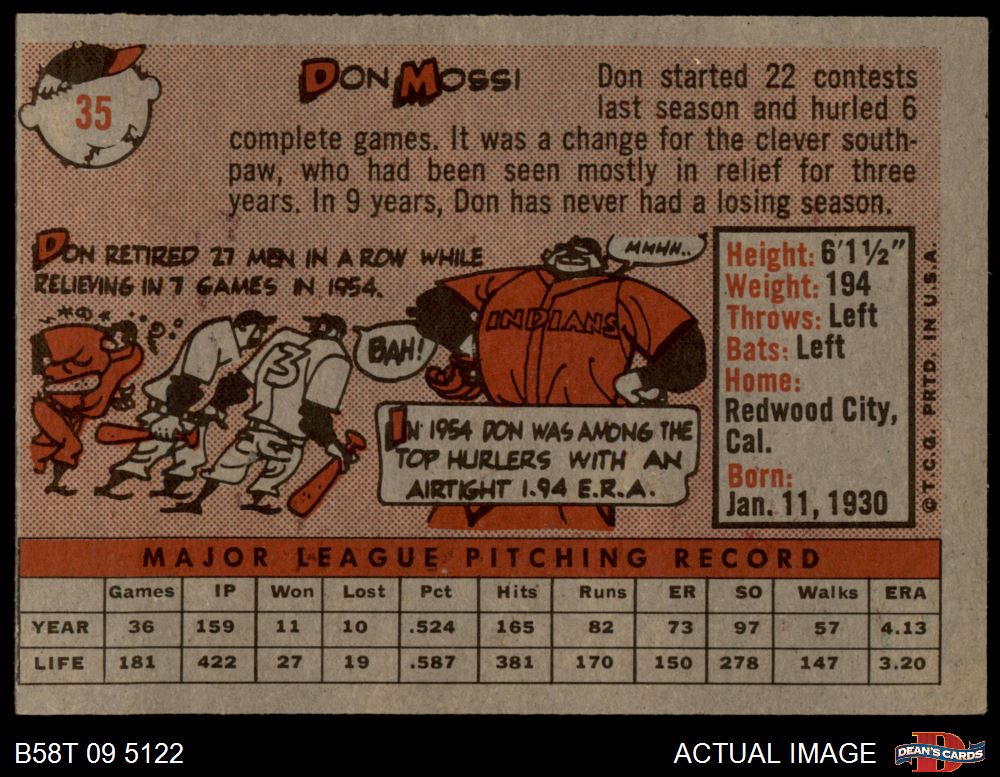 35
DON MOSSI
Don started 22 contests
last season and hurled 6
complete games. It was a change for the clever south-
paw, who had been seen mostly in relief for three
years. In 9 years, Don has never had a losing season.
DON RETIRED 27 MEN IN A ROW WHILE
RELIEVING IN 7 GAMES IN 1954.
MMHH..
INDIANS
BAH!
3
IN 1954 DON WAS AMONG THE
TOP HURLERS WITH AN
AIRTIGHT 1.94 E.R.A.
Height: 6'1½"
Weight: 194
Throws: Left
Bats: Left
Home:
Redwood City,
Cal.
Born:
Jan. 11, 1930
© T.C.G. PRTD. IN U.S.A.
MAJOR LEAGUE PITCHING RECORD
Games IP Won Lost Pct Hits Runs ER SO Walks ERA
YEAR 36 159 11 10 .524 165 82 73 97 57 4.13
LIFE 181 422 27 19 .587 381 170 150 278 147 3.20
B58T 09 5122
ACTUAL IMAGE
D
DEAN'S CARDS